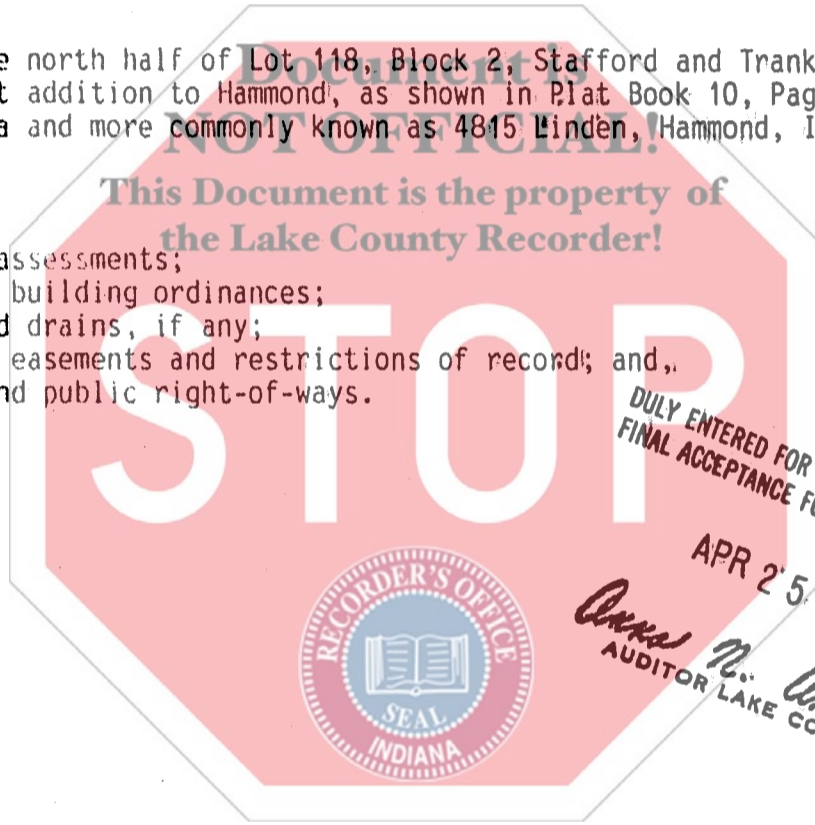 north half of Lot 118, Block 2, Stafford and Trank
addition to Hammond, as shown in Plat Book 10, Pag
and more commonly known as 4815 Linden, Hammond, I
Document is
NOT OFFICIAL!
This Document is the property of
the Lake County Recorder!
assessments;
building ordinances;
drains, if any;
easements and restrictions of record; and,
public right-of-ways.
STOP
DULY ENTERED FOR
FINAL ACCEPTANCE FO
APR 25
AUDITOR LAKE CO
RECORDER'S OFFICE
SEAL
INDIANA